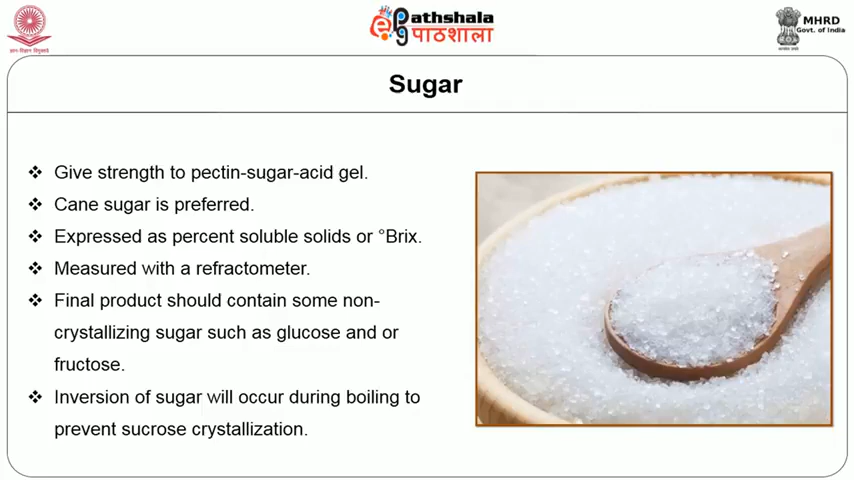 ePathshala
पाठशाला
MHRD
Govt. of India
Sugar
❖ Give strength to pectin-sugar-acid gel.
❖ Cane sugar is preferred.
❖ Expressed as percent soluble solids or °Brix.
❖ Measured with a refractometer.
❖ Final product should contain some non-
crystallizing sugar such as glucose and or
fructose.
❖ Inversion of sugar will occur during boiling to
prevent sucrose crystallization.